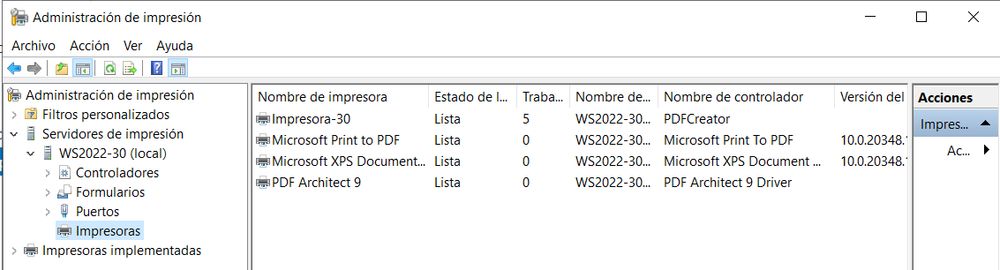 Administración de impresión
Archivo Acción Ver Ayuda
Administración de impresión
Filtros personalizados
Servidores de impresión
WS2022-30 (local)
Controladores
Formularios
Puertos
Impresoras
Impresoras implementadas
Nombre de impresora Estado de l... Traba... Nombre de... Nombre de controlador Versión del
Impresora-30 Lista 5 WS2022-30... PDFCreator
Microsoft Print to PDF Lista 0 WS2022-30... Microsoft Print To PDF 10.0.20348.
Microsoft XPS Document... Lista 0 WS2022-30... Microsoft XPS Document ... 10.0.20348.
PDF Architect 9 Lista 0 WS2022-30... PDF Architect 9 Driver
Acciones
Impres...
Ac...